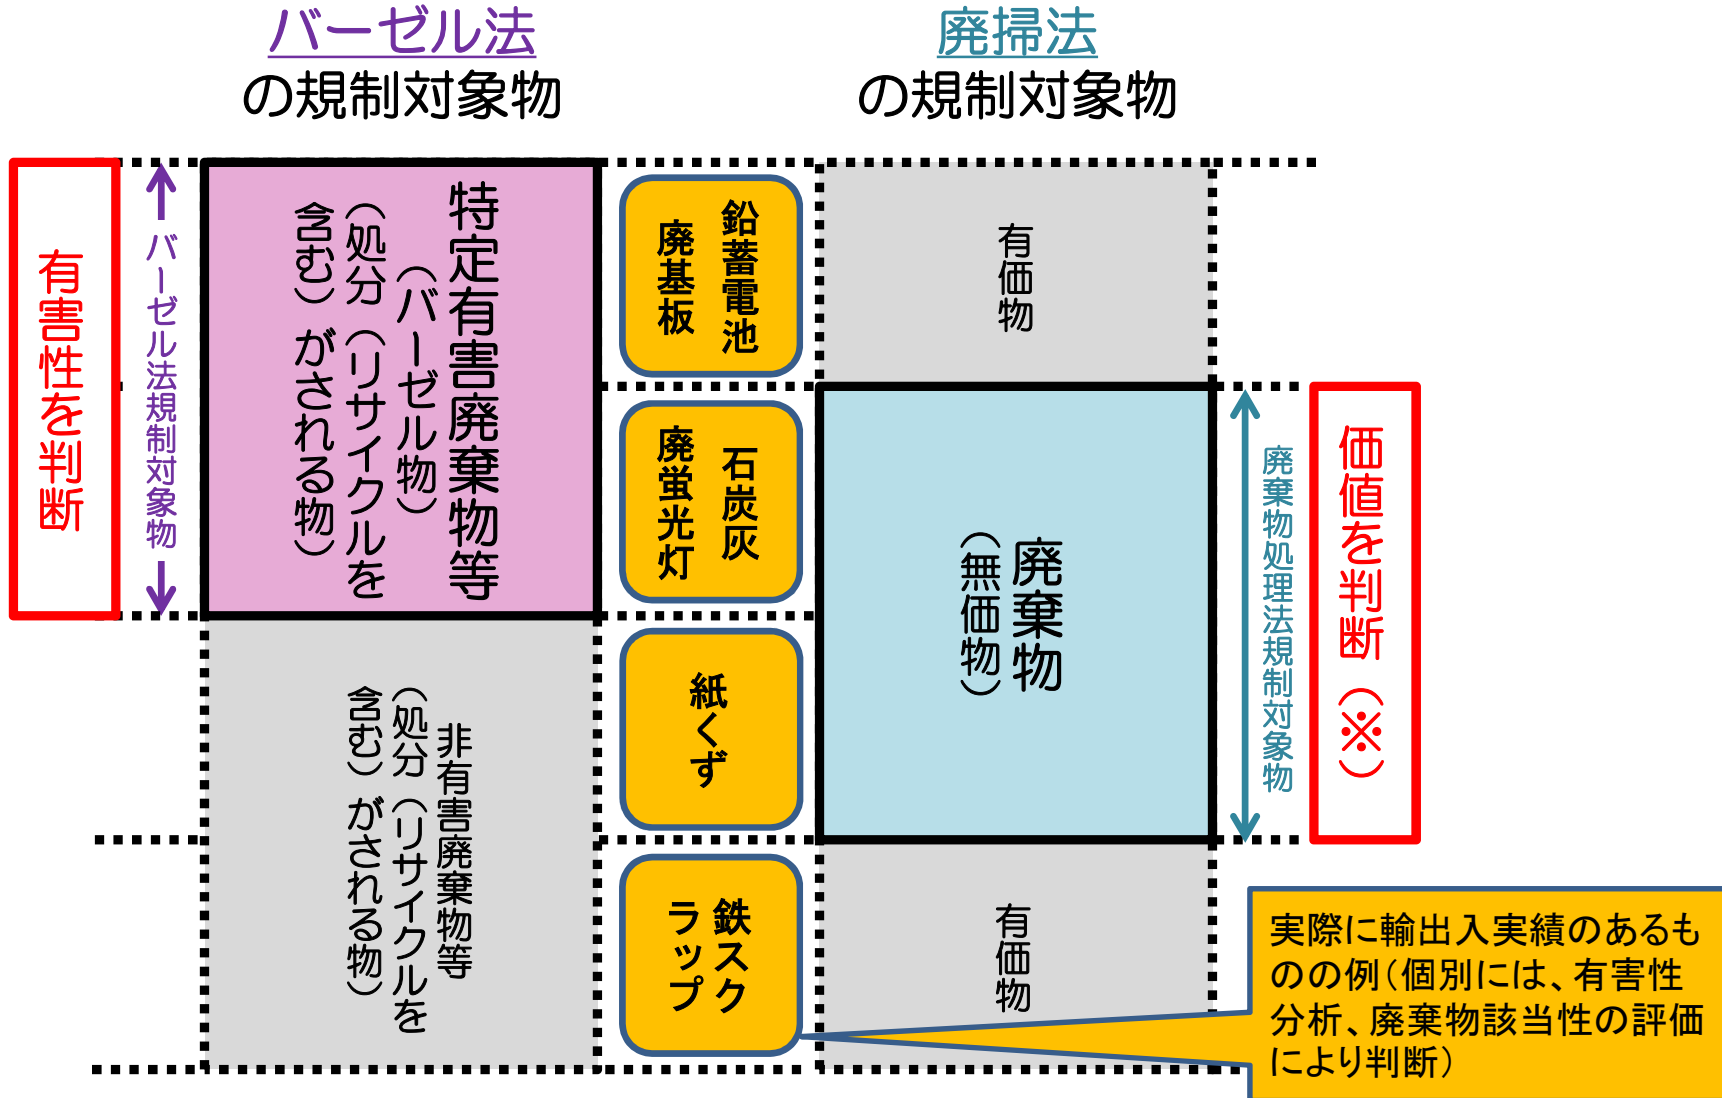 バーゼル法
の規制対象物
廃掃法
の規制対象物
有害性を判断
バーゼル法規制対象物
特定有害廃棄物等
（バーゼル物）
（処分（リサイクルを
含む）がされる物）
非有害廃棄物等
（処分（リサイクルを
含む）がされる物）
鉛蓄電池
廃基板
石炭灰
廃蛍光灯
紙くず
鉄スク
ラップ
有価物
廃棄物
（無価物）
有価物
廃棄物処理法規制対象物
価値を判断（※）
実際に輸出入実績のあるも
のの例（個別には、有害性
分析、廃棄物該当性の評価
により判断）